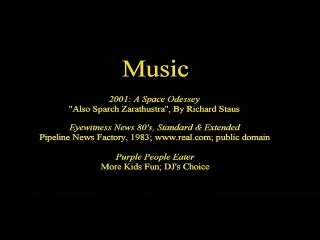 Music
2001: A Space Odessey
"Also Sparch Zarathustra", By Richard Staus
Eyewitness News 80's, Standard & Extended
Pipeline News Factory, 1983; www.real.com; public domain
Purple People Eater
More Kids Fun; DJ's Choice